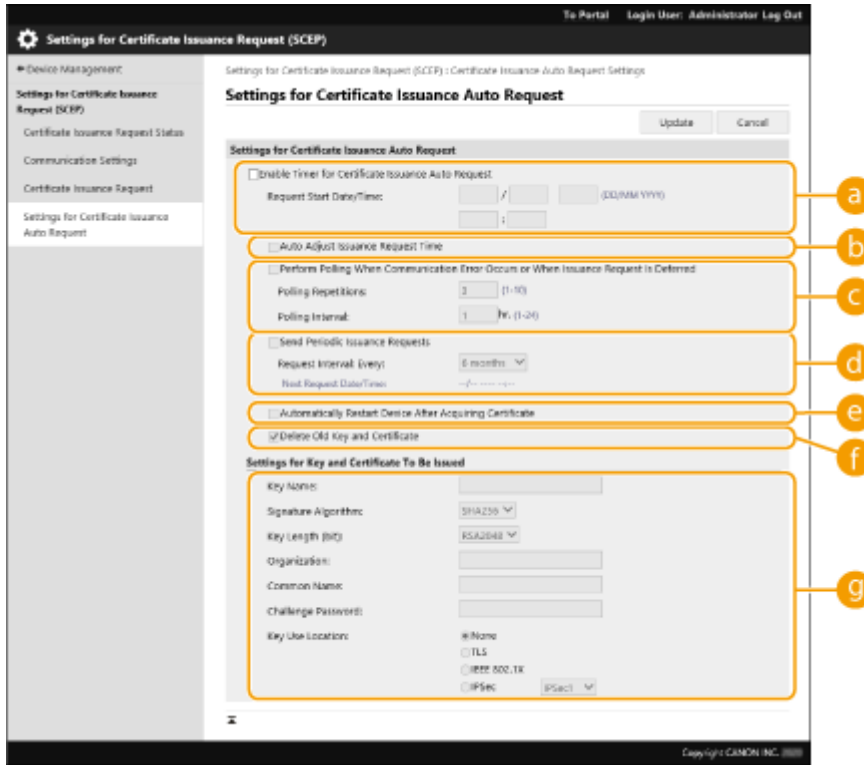 To Portal Login User: Administrator Log Out
Settings for Certificate Issuance Request (SCEP)
Device Management
Settings for Certificate Issuance Request (SCEP) : Certificate Issuance Auto Request Settings
Settings for Certificate Issuance
Request (SCEP)
Certificate Issuance Request Status
Communication Settings
Certificate Issuance Request
Settings for Certificate Issuance
Auto Request
Settings for Certificate Issuance Auto Request
Update Cancel
Settings for Certificate Issuance Auto Request
Enable Timer for Certificate Issuance Auto Request
Request Start Date/Time: / (DD/MM YYYY)
:
a
Auto Adjust Issuance Request Time
b
Perform Polling When Communication Error Occurs or When Issuance Request Is Deferred
Polling Repetitions: 2 (1-10)
Polling Interval: 1 hr. (1-24)
c
Send Periodic Issuance Requests
Request Interval: Every: 6 months
Next Request Date/Time: --/-- ---- --:--
d
Automatically Restart Device After Acquiring Certificate
e
Delete Old Key and Certificate
f
Settings for Key and Certificate To Be Issued
Key Name:
Signature Algorithm: SHA256
Key Length (bit): RSA2048
Organization:
Common Name:
Challenge Password:
Key Use Location: None
TLS
IEEE 802.1X
IPSec IPSec1
g
Copyright CANON INC.